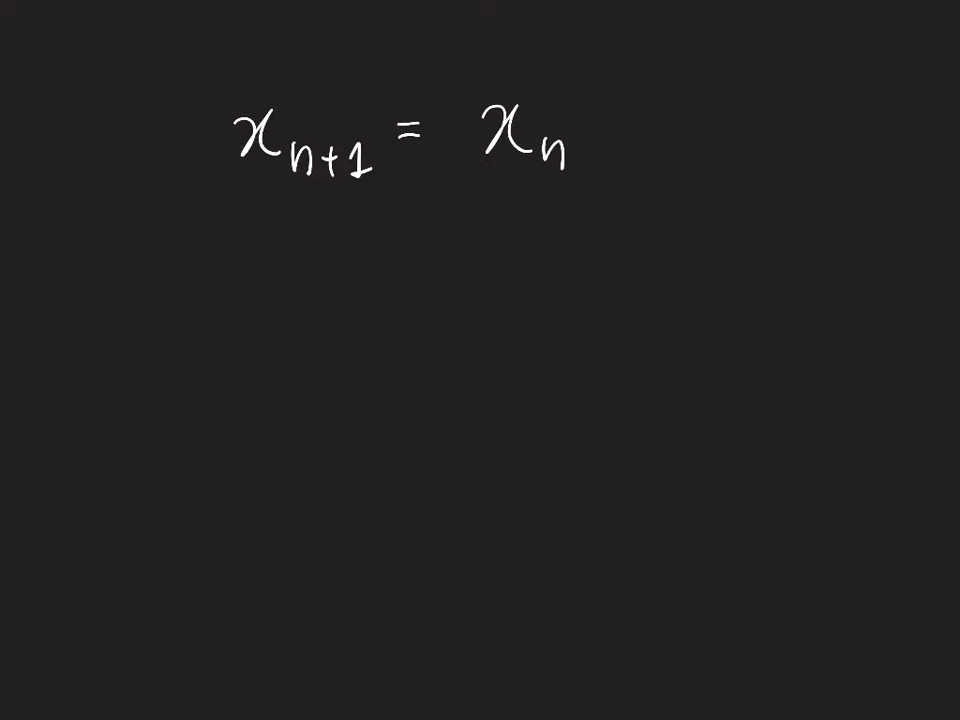 x_{n+1} = x_n